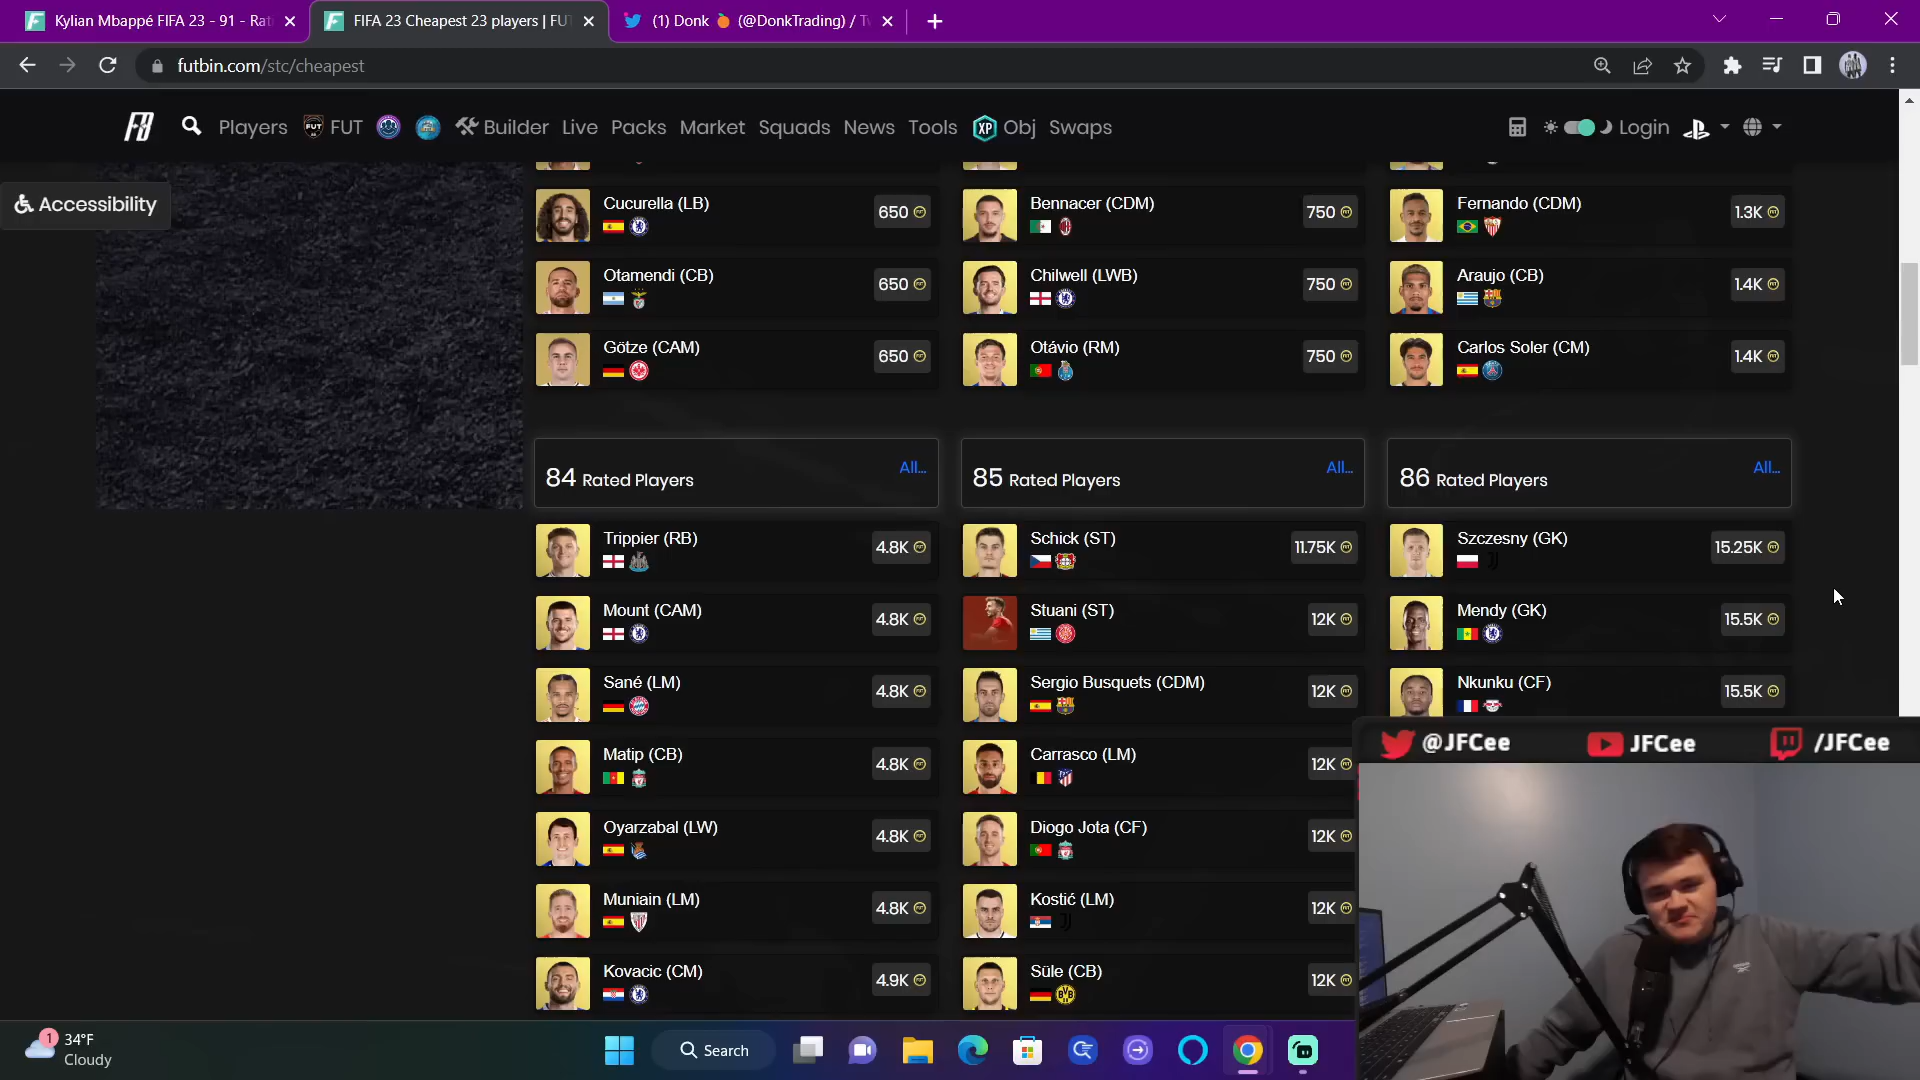 Kylian Mbappé FIFA 23 - 91 - Rati
FIFA 23 Cheapest 23 players | FU
(1) Donk 🍊 (@DonkTrading) / Tw
futbin.com/stc/cheapest
Players
FUT
FUT
Builder
Live
Packs
Market
Squads
News
Tools
XP
Obj
Swaps
Login
Accessibility
Cucurella (LB)
650
Bennacer (CDM)
750
Fernando (CDM)
1.3K
Otamendi (CB)
650
Chilwell (LWB)
750
Araujo (CB)
1.4K
Götze (CAM)
650
Otávio (RM)
750
Carlos Soler (CM)
1.4K
84 Rated Players
All...
85 Rated Players
All...
86 Rated Players
All...
Trippier (RB)
4.8K
Schick (ST)
11.75K
Szczesny (GK)
15.25K
Mount (CAM)
4.8K
Stuani (ST)
12K
Mendy (GK)
15.5K
Sané (LM)
4.8K
Sergio Busquets (CDM)
12K
Nkunku (CF)
15.5K
Matip (CB)
4.8K
Carrasco (LM)
12K
Oyarzabal (LW)
4.8K
Diogo Jota (CF)
12K
Muniain (LM)
4.8K
Kostić (LM)
12K
Kovacic (CM)
4.9K
Süle (CB)
12K
@JFCee
JFCee
/JFCee
1
34°F
Cloudy
Search